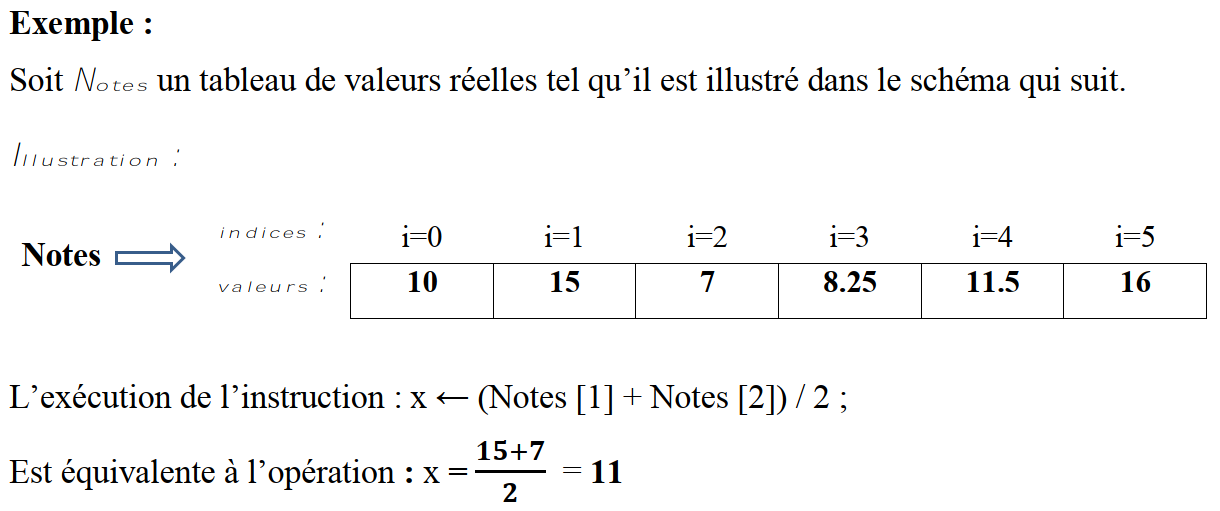 Exemple :
Soit Notes un tableau de valeurs réelles tel qu’il est illustré dans le schéma qui suit.
Illustration :
indices : i=0 i=1 i=2 i=3 i=4 i=5
Notes
valeurs : 10 15 7 8.25 11.5 16
L’exécution de l’instruction : x ← (Notes [1] + Notes [2]) / 2 ;
Est équivalente à l’opération : x = 15+7 / 2 = 11